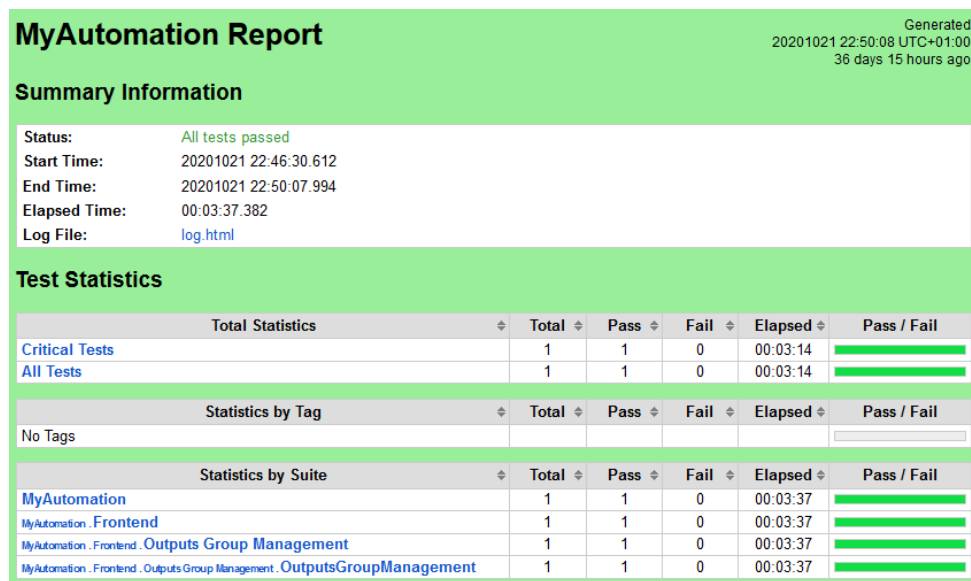 MyAutomation Report
Generated
20201021 22:50:08 UTC+01:00
36 days 15 hours ago
Summary Information
Status: All tests passed
Start Time: 20201021 22:46:30.612
End Time: 20201021 22:50:07.994
Elapsed Time: 00:03:37.382
Log File: log.html
Test Statistics
Total Statistics Total Pass Fail Elapsed Pass / Fail
Critical Tests 1 1 0 00:03:14
All Tests 1 1 0 00:03:14
Statistics by Tag Total Pass Fail Elapsed Pass / Fail
No Tags
Statistics by Suite Total Pass Fail Elapsed Pass / Fail
MyAutomation 1 1 0 00:03:37
MyAutomation . Frontend 1 1 0 00:03:37
MyAutomation . Frontend . Outputs Group Management 1 1 0 00:03:37
MyAutomation . Frontend . Outputs Group Management . OutputsGroupManagement 1 1 0 00:03:37